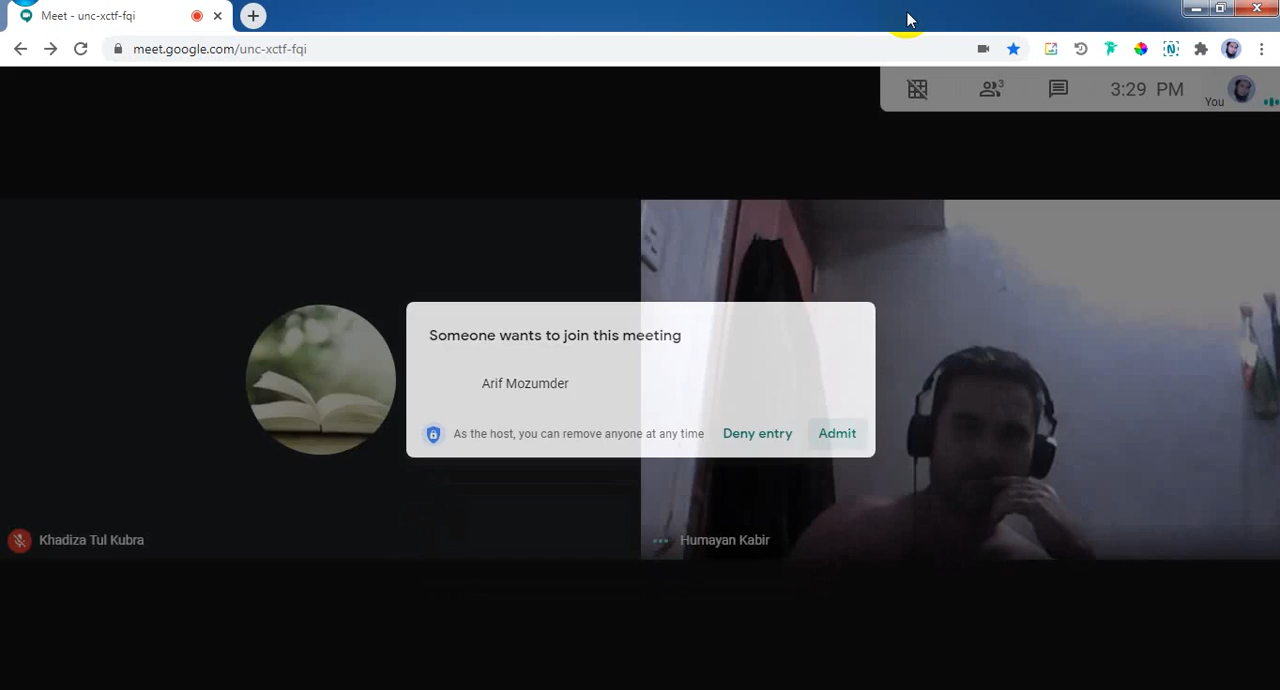 Meet - unc-xctf-fqi
meet.google.com/unc-xctf-fqi
3
3:29 PM
You
Someone wants to join this meeting
Arif Mozumder
As the host, you can remove anyone at any time
Deny entry
Admit
Khadiza Tul Kubra
Humayan Kabir